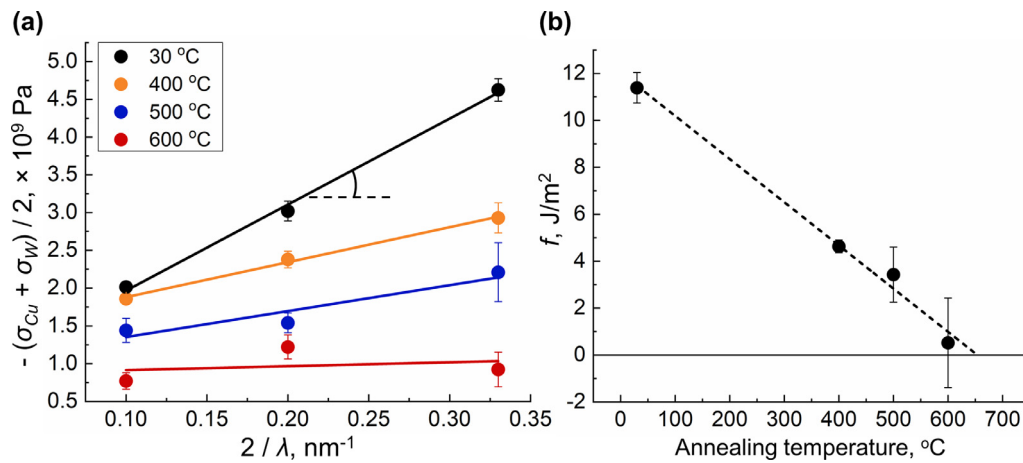 (a)
30 °C
400 °C
500 °C
600 °C
- (σCu + σW) / 2, × 10⁹ Pa
5.0
4.5
4.0
3.5
3.0
2.5
2.0
1.5
1.0
0.5
0.10 0.15 0.20 0.25 0.30 0.35
2 / λ, nm⁻¹
(b)
f, J/m²
12
10
8
6
4
2
0
-2
0 100 200 300 400 500 600 700
Annealing temperature, °C